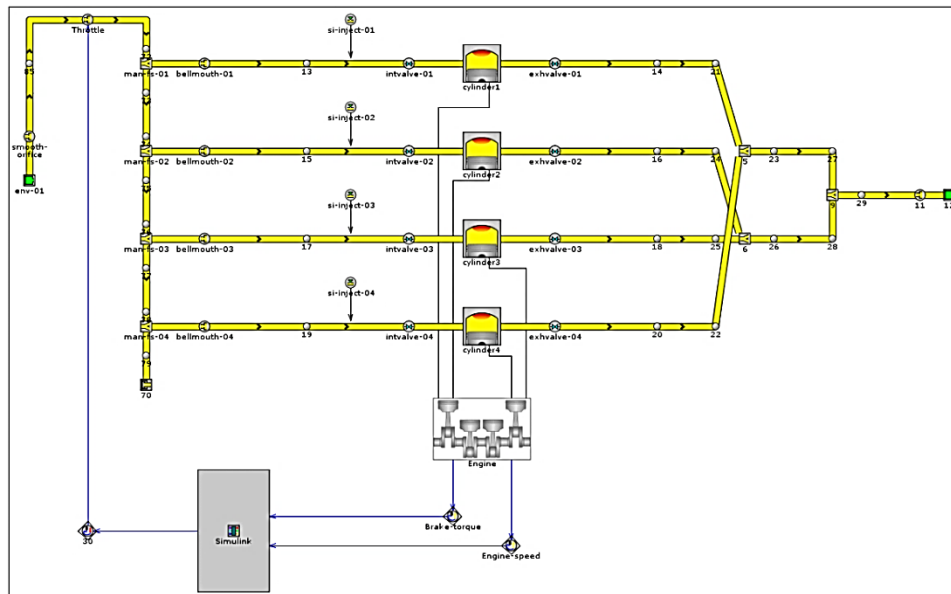 si-inject-01
Throttle
85
man-fs-01 bellmouth-01 13 intvalve-01 exhvalve-01 14 21
cylinder1
si-inject-02
smooth-
orifice
man-fs-02 bellmouth-02 15 intvalve-02 exhvalve-02 16 24 5 23 27
cylinder2
env-01
si-inject-03
9 29 11
man-fs-03 bellmouth-03 17 intvalve-03 exhvalve-03 18 25 6 26 28
cylinder3
si-inject-04
man-fs-04 bellmouth-04 19 intvalve-04 exhvalve-04 20 22
cylinder4
79
70
Engine
Brake-torque
30
Simulink
Engine-speed